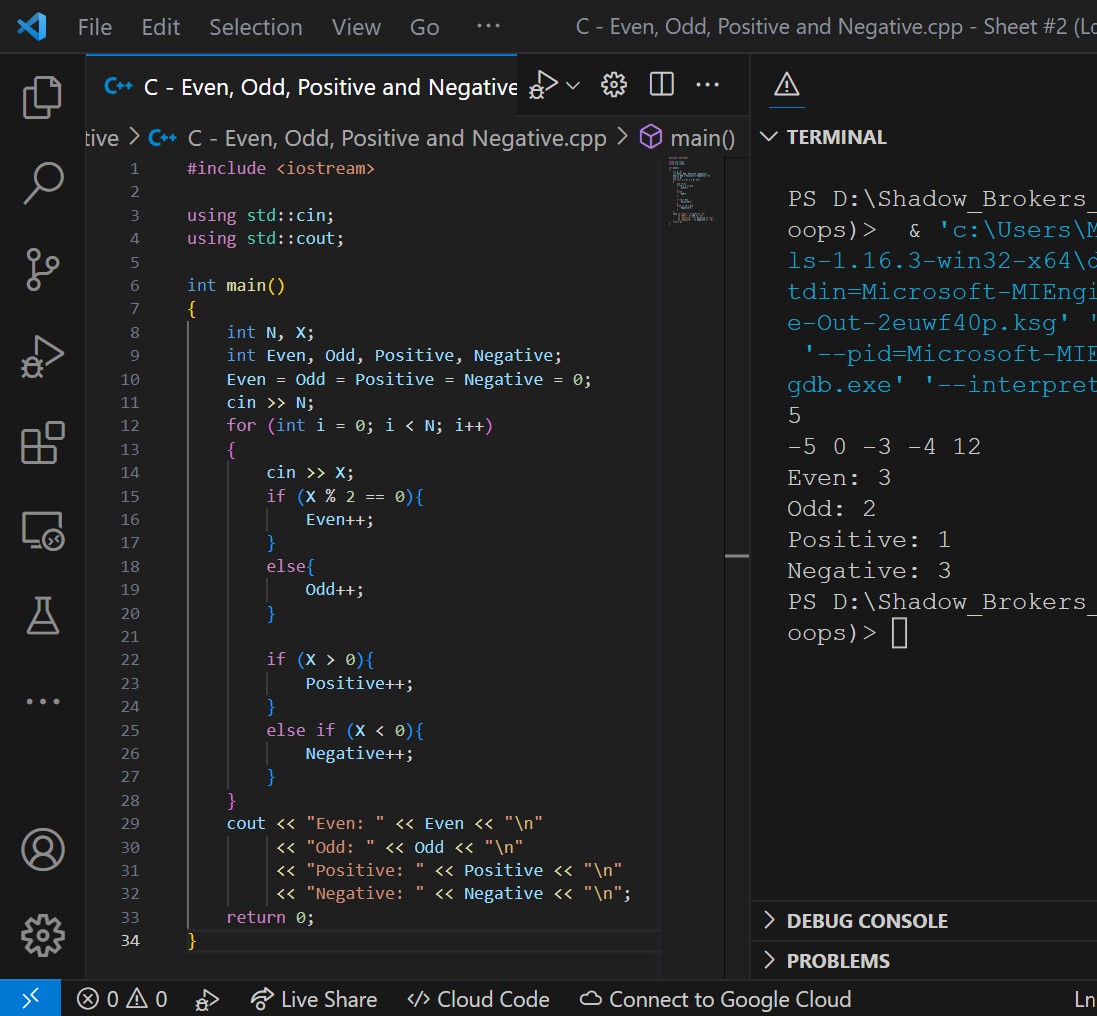 File Edit Selection View Go ··· C - Even, Odd, Positive and Negative.cpp - Sheet #2 (Lo
C++ C - Even, Odd, Positive and Negative
tive > C++ C - Even, Odd, Positive and Negative.cpp > main()
1 #include <iostream>
2
3 using std::cin;
4 using std::cout;
5
6 int main()
7 {
8 int N, X;
9 int Even, Odd, Positive, Negative;
10 Even = Odd = Positive = Negative = 0;
11 cin >> N;
12 for (int i = 0; i < N; i++)
13 {
14 cin >> X;
15 if (X % 2 == 0){
16 Even++;
17 }
18 else{
19 Odd++;
20 }
21
22 if (X > 0){
23 Positive++;
24 }
25 else if (X < 0){
26 Negative++;
27 }
28 }
29 cout << "Even: " << Even << "\n"
30 << "Odd: " << Odd << "\n"
31 << "Positive: " << Positive << "\n"
32 << "Negative: " << Negative << "\n";
33 return 0;
34 }
TERMINAL
PS D:\Shadow_Brokers_
oops)> & 'c:\Users\M
ls-1.16.3-win32-x64\d
tdin=Microsoft-MIEngi
e-Out-2euwf40p.ksg' '
'--pid=Microsoft-MIE
gdb.exe' '--interpret
5
-5 0 -3 -4 12
Even: 3
Odd: 2
Positive: 1
Negative: 3
PS D:\Shadow_Brokers_
oops)>
DEBUG CONSOLE
PROBLEMS
0 0 Live Share Cloud Code Connect to Google Cloud Ln